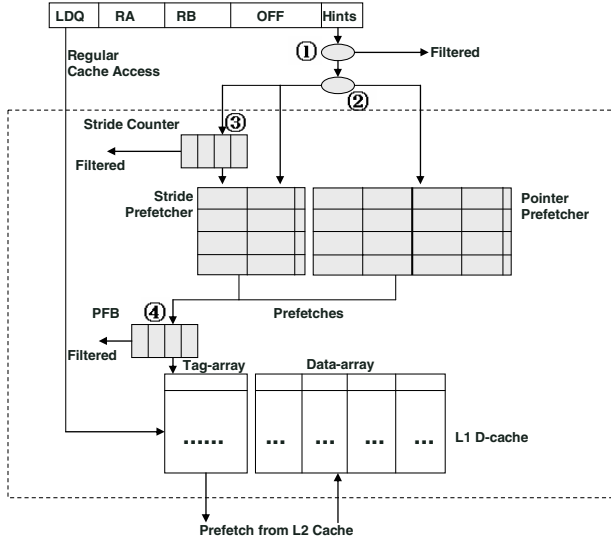 LDQ RA RB OFF Hints
Regular
Cache Access
① Filtered
②
Stride Counter ③
Filtered
Stride
Prefetcher
Pointer
Prefetcher
PFB ④ Prefetches
Filtered
Tag-array Data-array
...... ... ... ... ...
L1 D-cache
Prefetch from L2 Cache